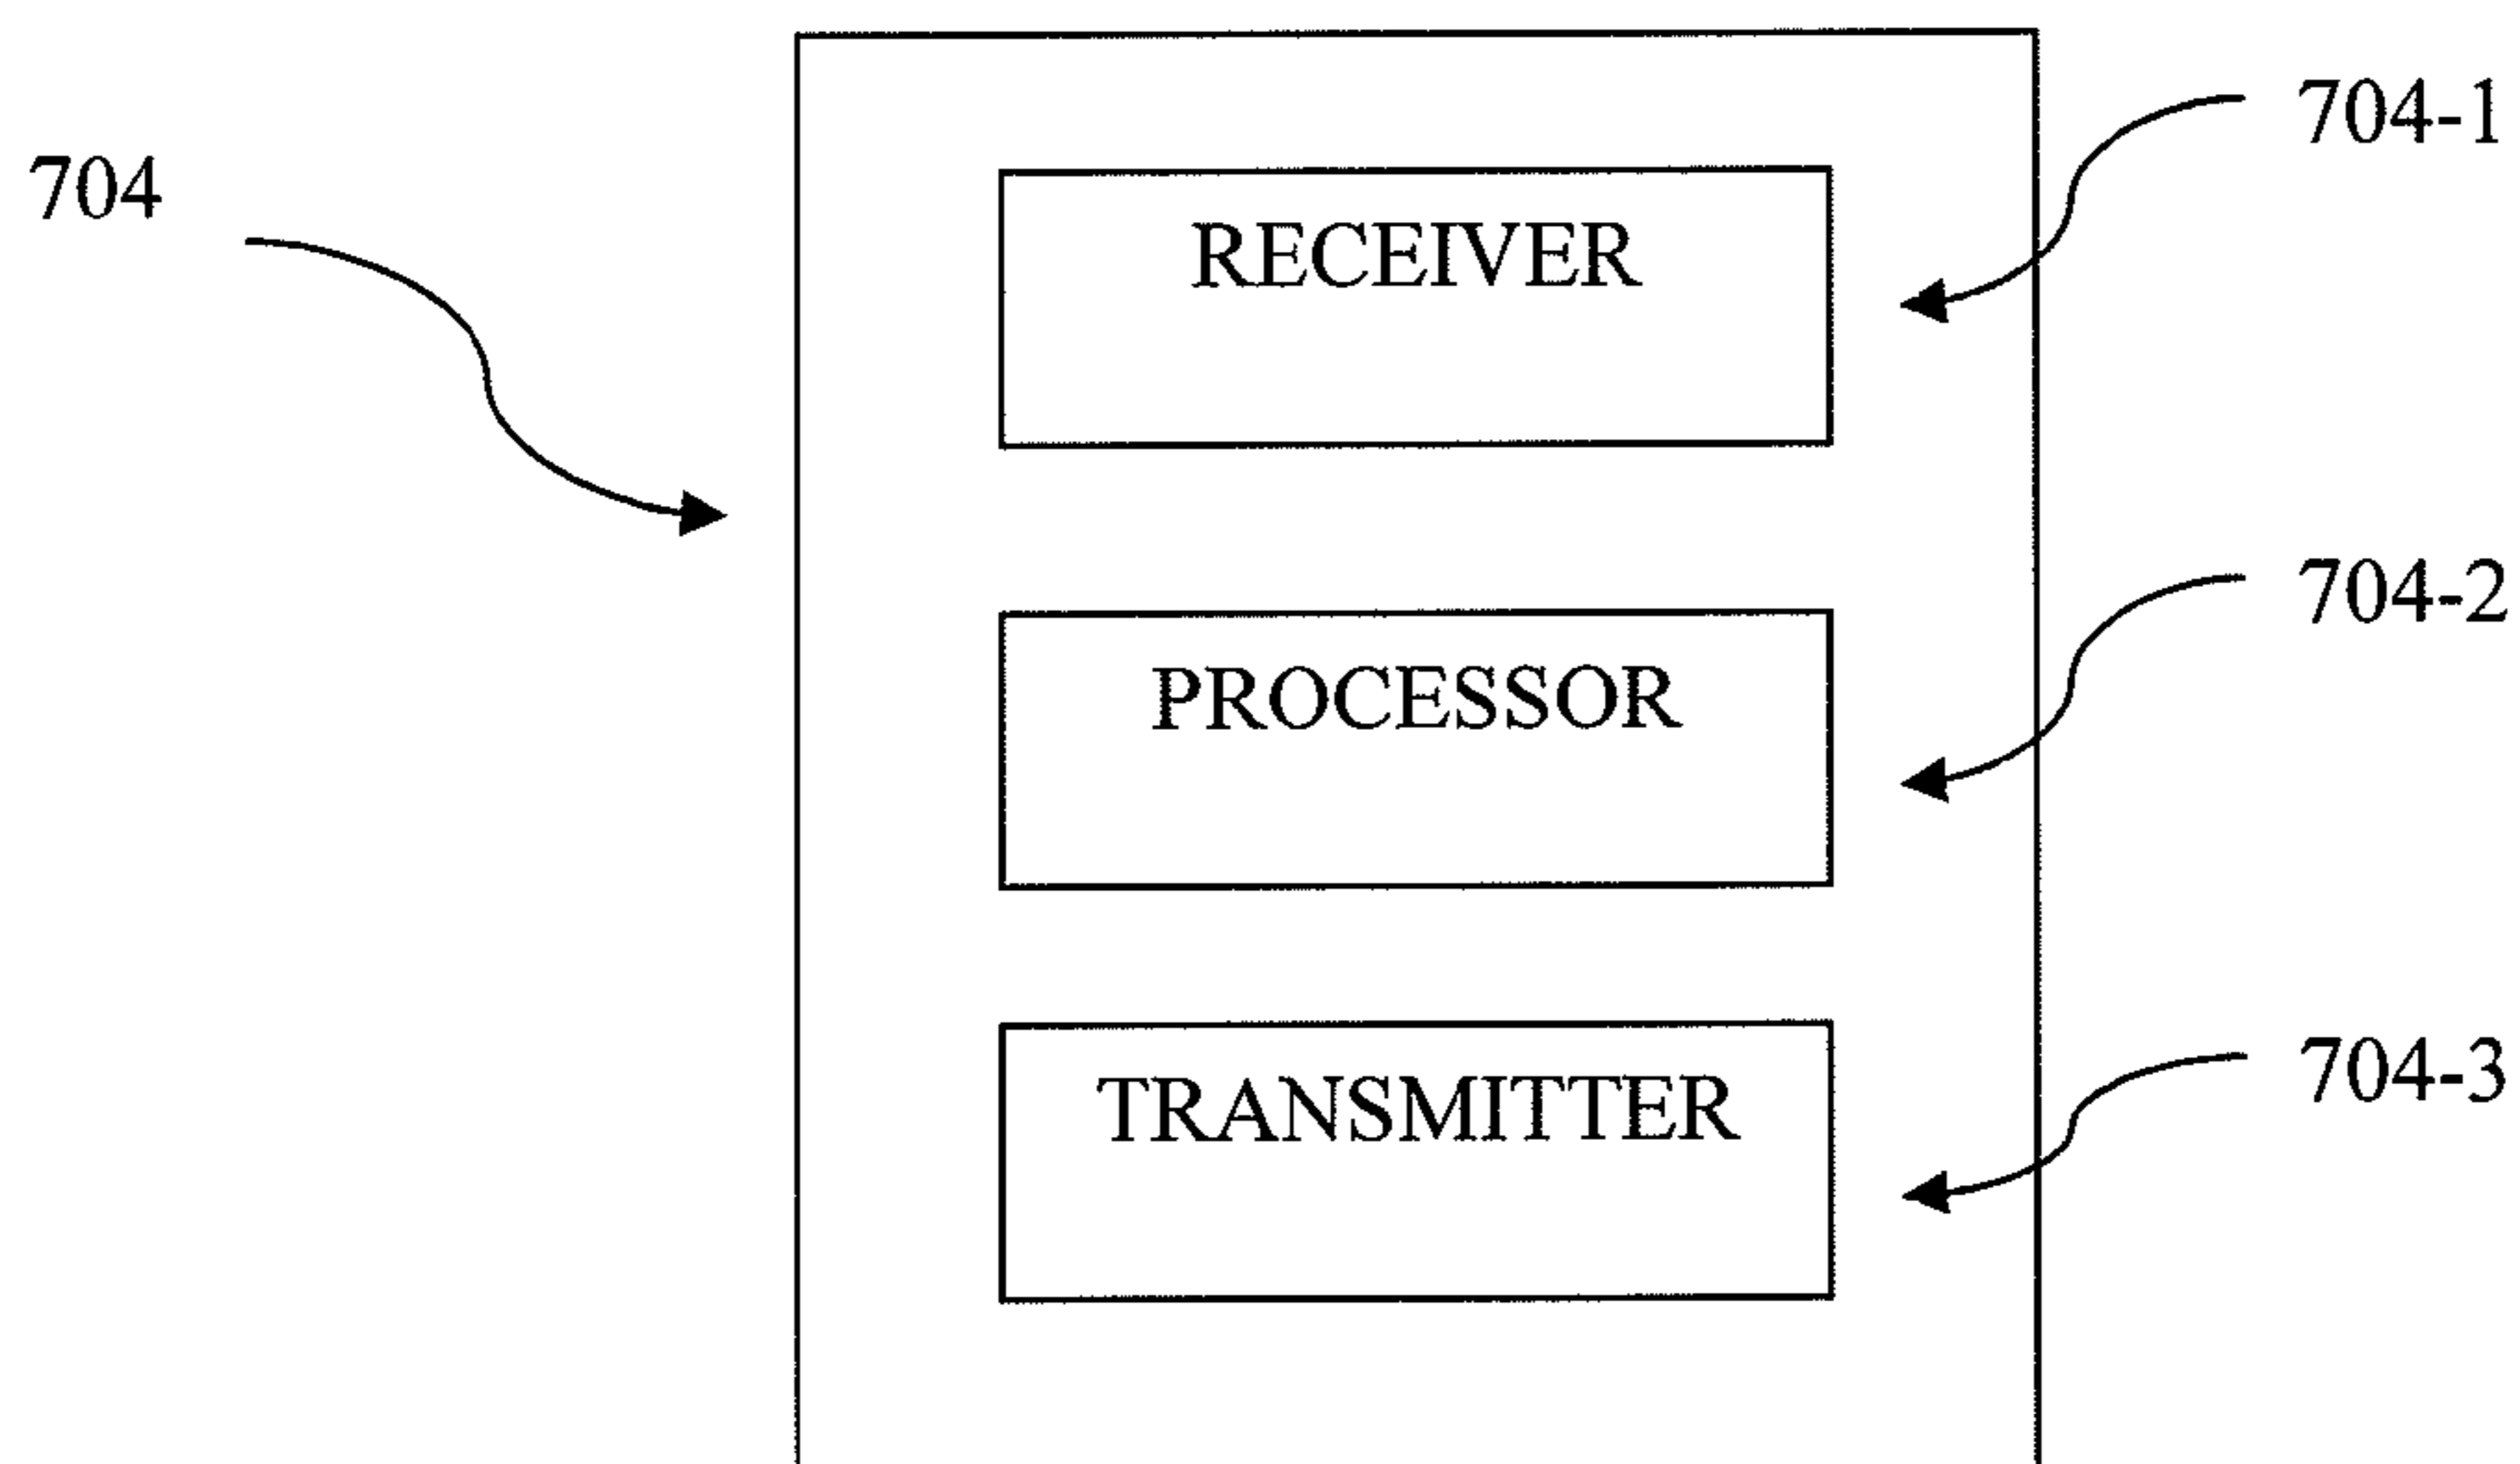 704-1
704
RECEIVER
704-2
PROCESSOR
704-3
TRANSMITTER